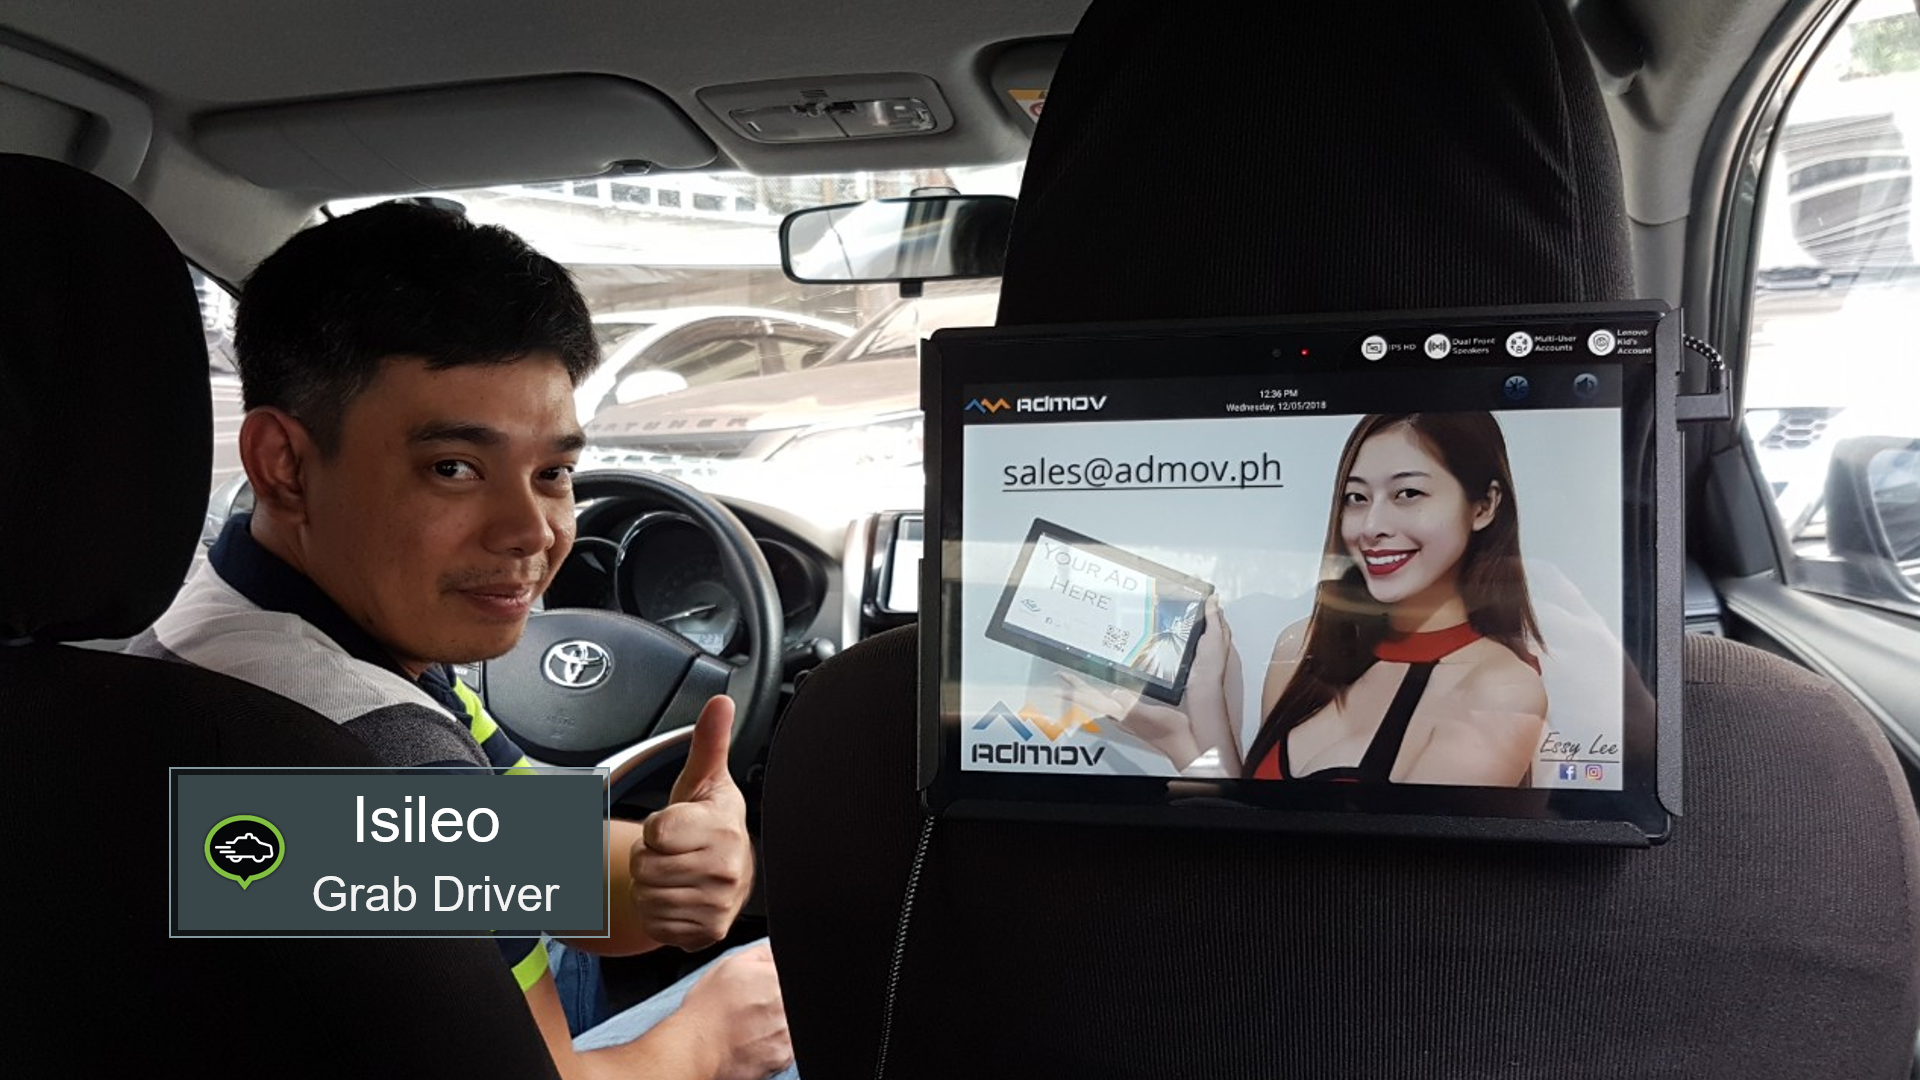 IPS HD
Dual Front
Speakers
Multi-User
Accounts
Lenovo
Kid's
Account
ADMOV
12:36 PM
Wednesday, 12/05/2018
sales@admov.ph
YOUR AD
HERE
ADMOV
Essy Lee
Isileo
Grab Driver